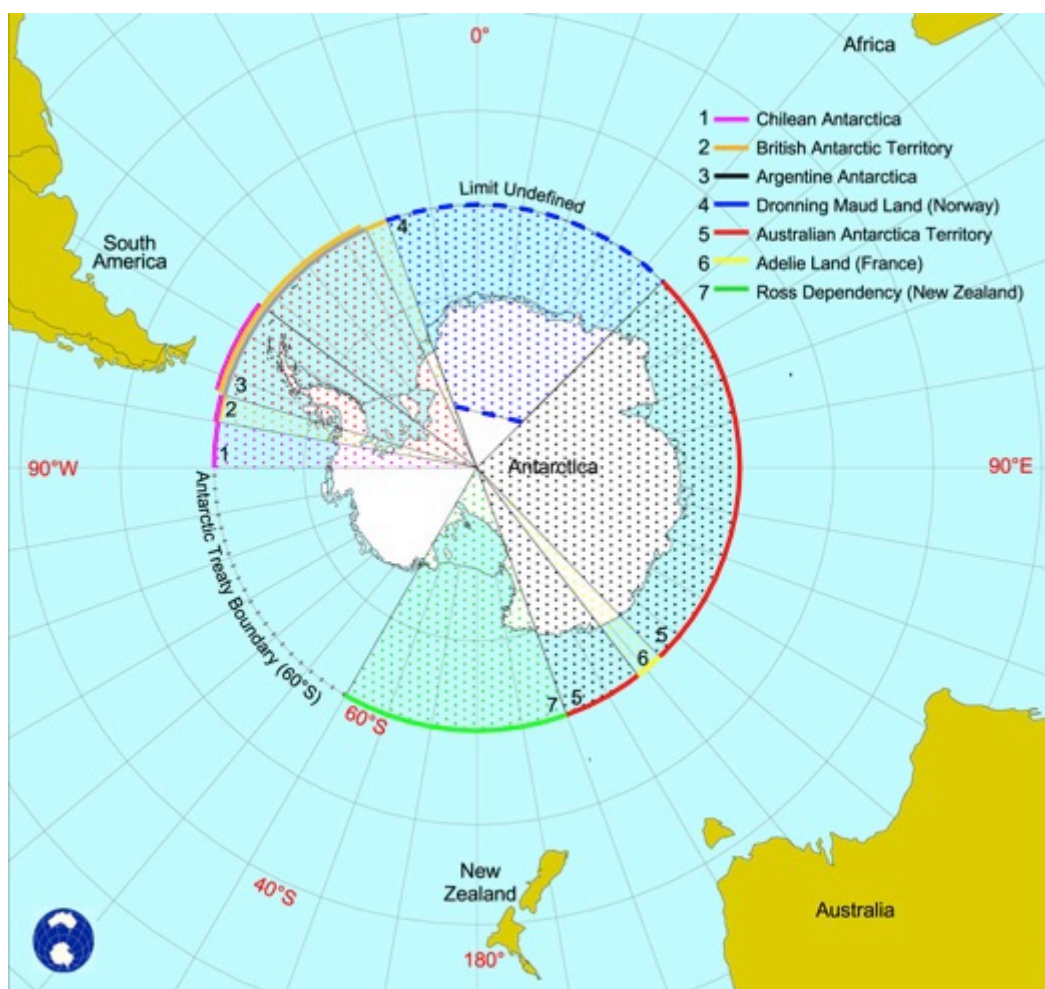 0°
Africa
1 Chilean Antarctica
2 British Antarctic Territory
3 Argentine Antarctica
4 Dronning Maud Land (Norway)
5 Australian Antarctica Territory
6 Adelie Land (France)
7 Ross Dependency (New Zealand)
Limit Undefined
4
South
America
3
2
1
90°W
Antarctica
90°E
Antarctic Treaty Boundary (60°S)
5
6
5
7
60°S
40°S
New
Zealand
180°
Australia